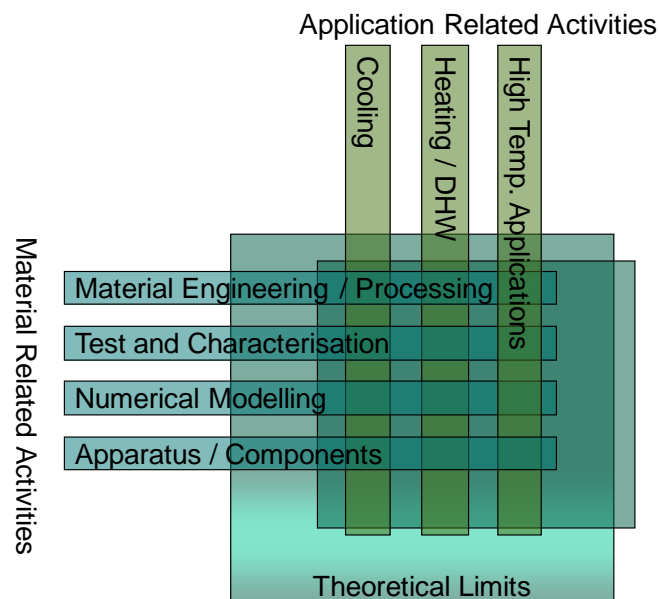 Application Related Activities
Cooling
Heating / DHW
High Temp. Applications
Material Related Activities
Material Engineering / Processing
Test and Characterisation
Numerical Modelling
Apparatus / Components
Theoretical Limits